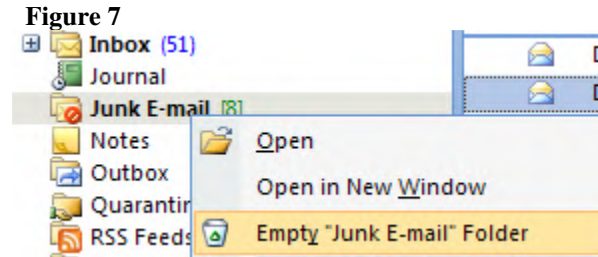 Figure 7
Inbox (51)
Journal
Junk E-mail [8]
Notes
Open
Outbox
Open in New Window
RSS Feeds
Empty "Junk E-mail" Folder